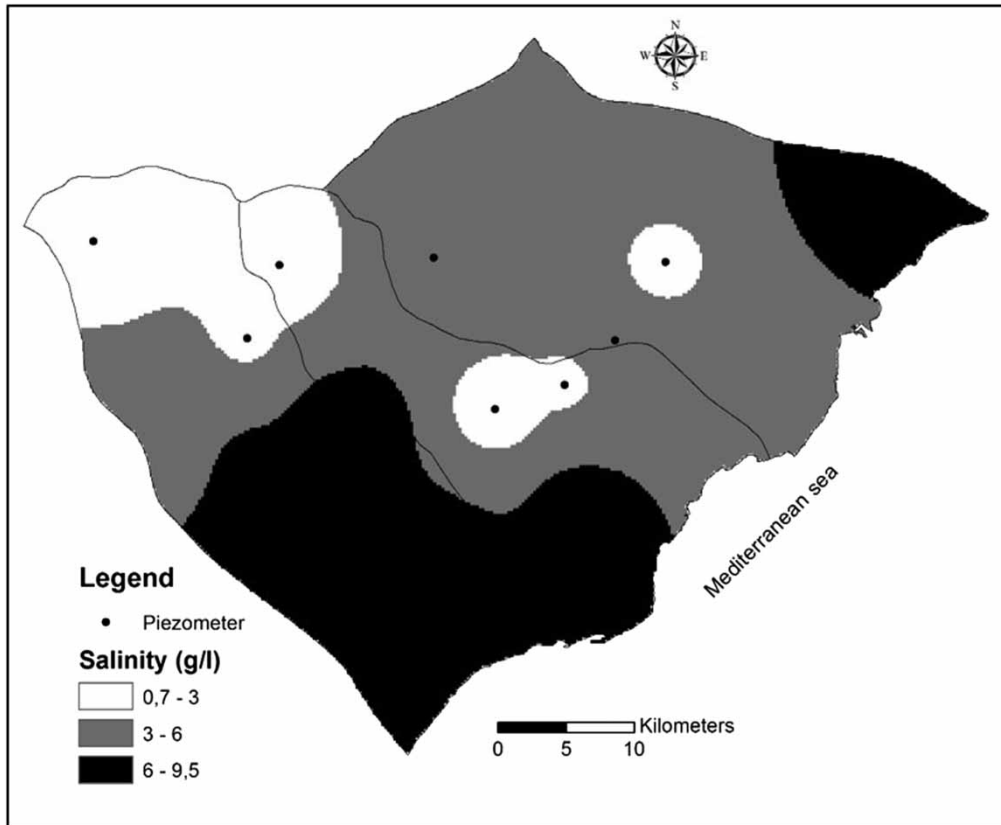 N
W E
S
Mediterranean sea
Legend
Piezometer
Salinity (g/l)
0,7 - 3
3 - 6
6 - 9,5
Kilometers
0 5 10